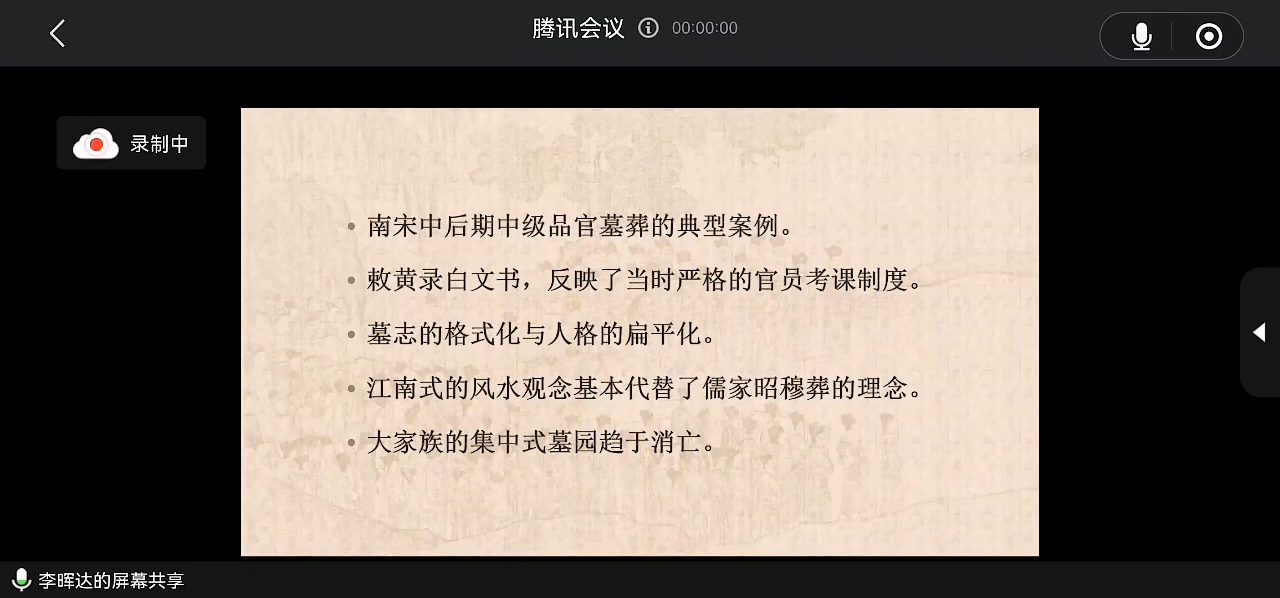 腾讯会议 00:00:00
录制中
南宋中后期中级品官墓葬的典型案例。
敕黄录白文书，反映了当时严格的官员考课制度。
墓志的格式化与人格的扁平化。
江南式的风水观念基本代替了儒家昭穆葬的理念。
大家族的集中式墓园趋于消亡。
李晖达的屏幕共享